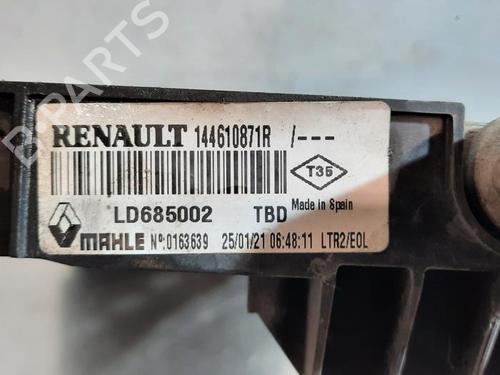 B-PARTS
RENAULT 144610871R /---
T35
LD685002 TBD Made in Spain
MAHLE Nº:0163639 25/01/21 06:48:11 LTR2/EOL